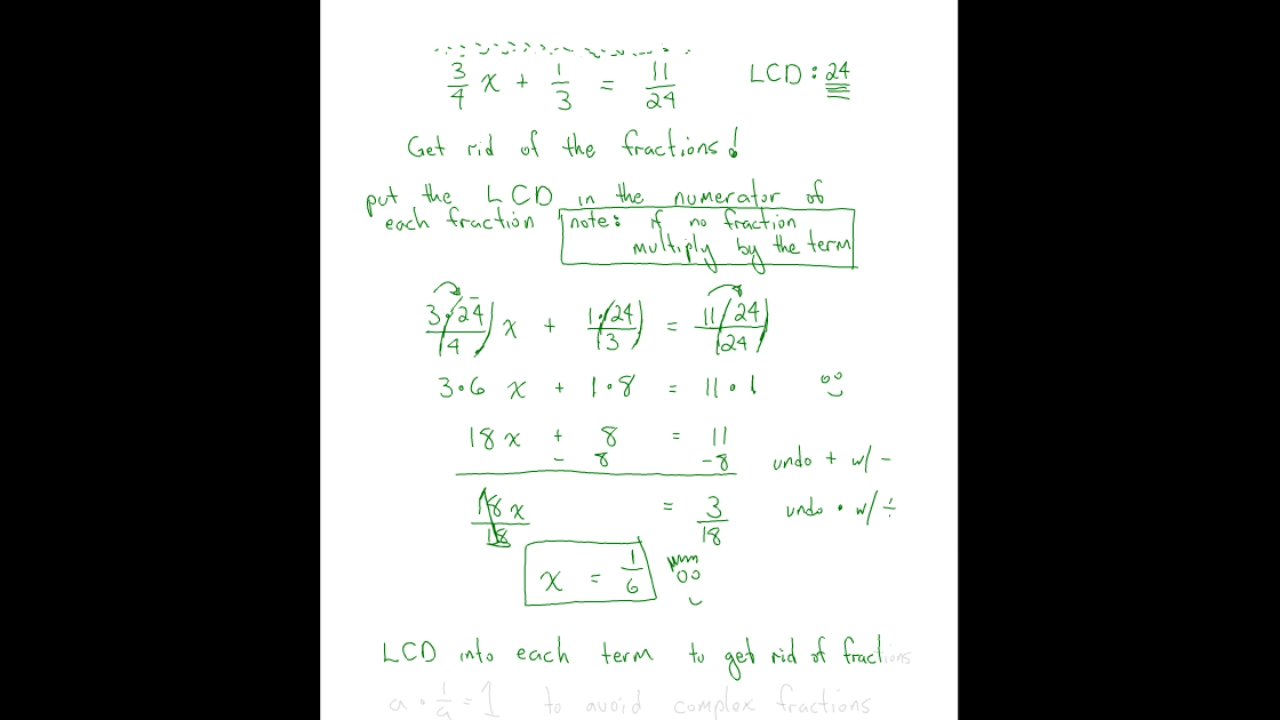 3/4 x + 1/3 = 11/24 LCD: 24
Get rid of the fractions!
put the LCD in the numerator of
each fraction note: if no fraction
multiply by the term
3·24/4 x + 1·24/3 = 11·24/24
3·6 x + 1·8 = 11·1
18x + 8 = 11
- 8 -8 undo + w/ -
18x/18 = 3/18 undo · w/ ÷
x = 1/6
LCD into each term to get rid of fractions
a · 1/a = 1 to avoid complex fractions